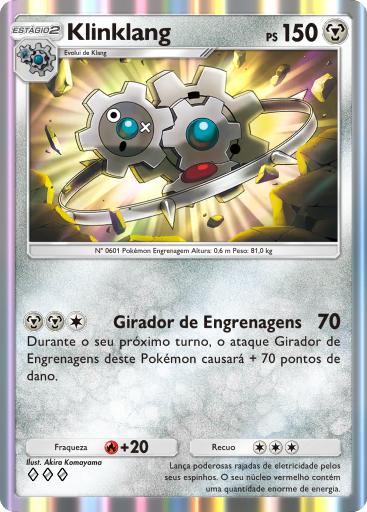 ESTÁGIO2 Klinklang PS 150
Evolui de Klang
Nº 0601 Pokémon Engrenagem Altura: 0.6 m Peso: 81,0 kg
Girador de Engrenagens 70
Durante o seu próximo turno, o ataque Girador de
Engrenagens deste Pokémon causará + 70 pontos de
dano.
Fraqueza +20 Recuo
Ilust. Akira Komayama
Lança poderosas rajadas de eletricidade pelos
seus espinhos. O seu núcleo vermelho contém
uma quantidade enorme de energia.